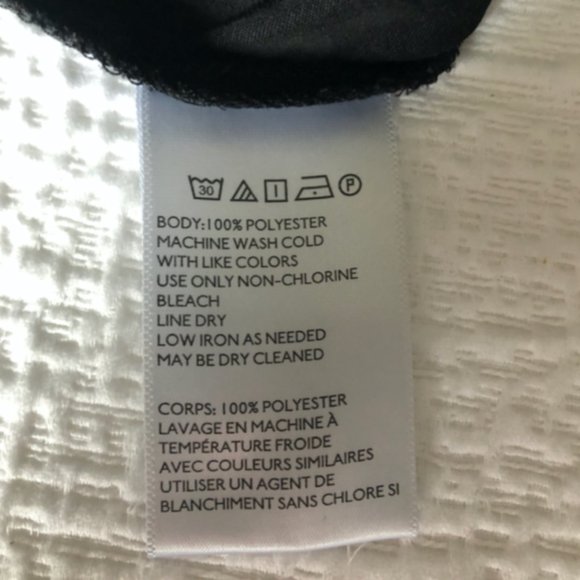 30 P
BODY:100% POLYESTER
MACHINE WASH COLD
WITH LIKE COLORS
USE ONLY NON-CHLORINE
BLEACH
LINE DRY
LOW IRON AS NEEDED
MAY BE DRY CLEANED
CORPS: 100% POLYESTER
LAVAGE EN MACHINE À
TEMPÉRATURE FROIDE
AVEC COULEURS SIMILAIRES
UTILISER UN AGENT DE
BLANCHIMENT SANS CHLORE SI